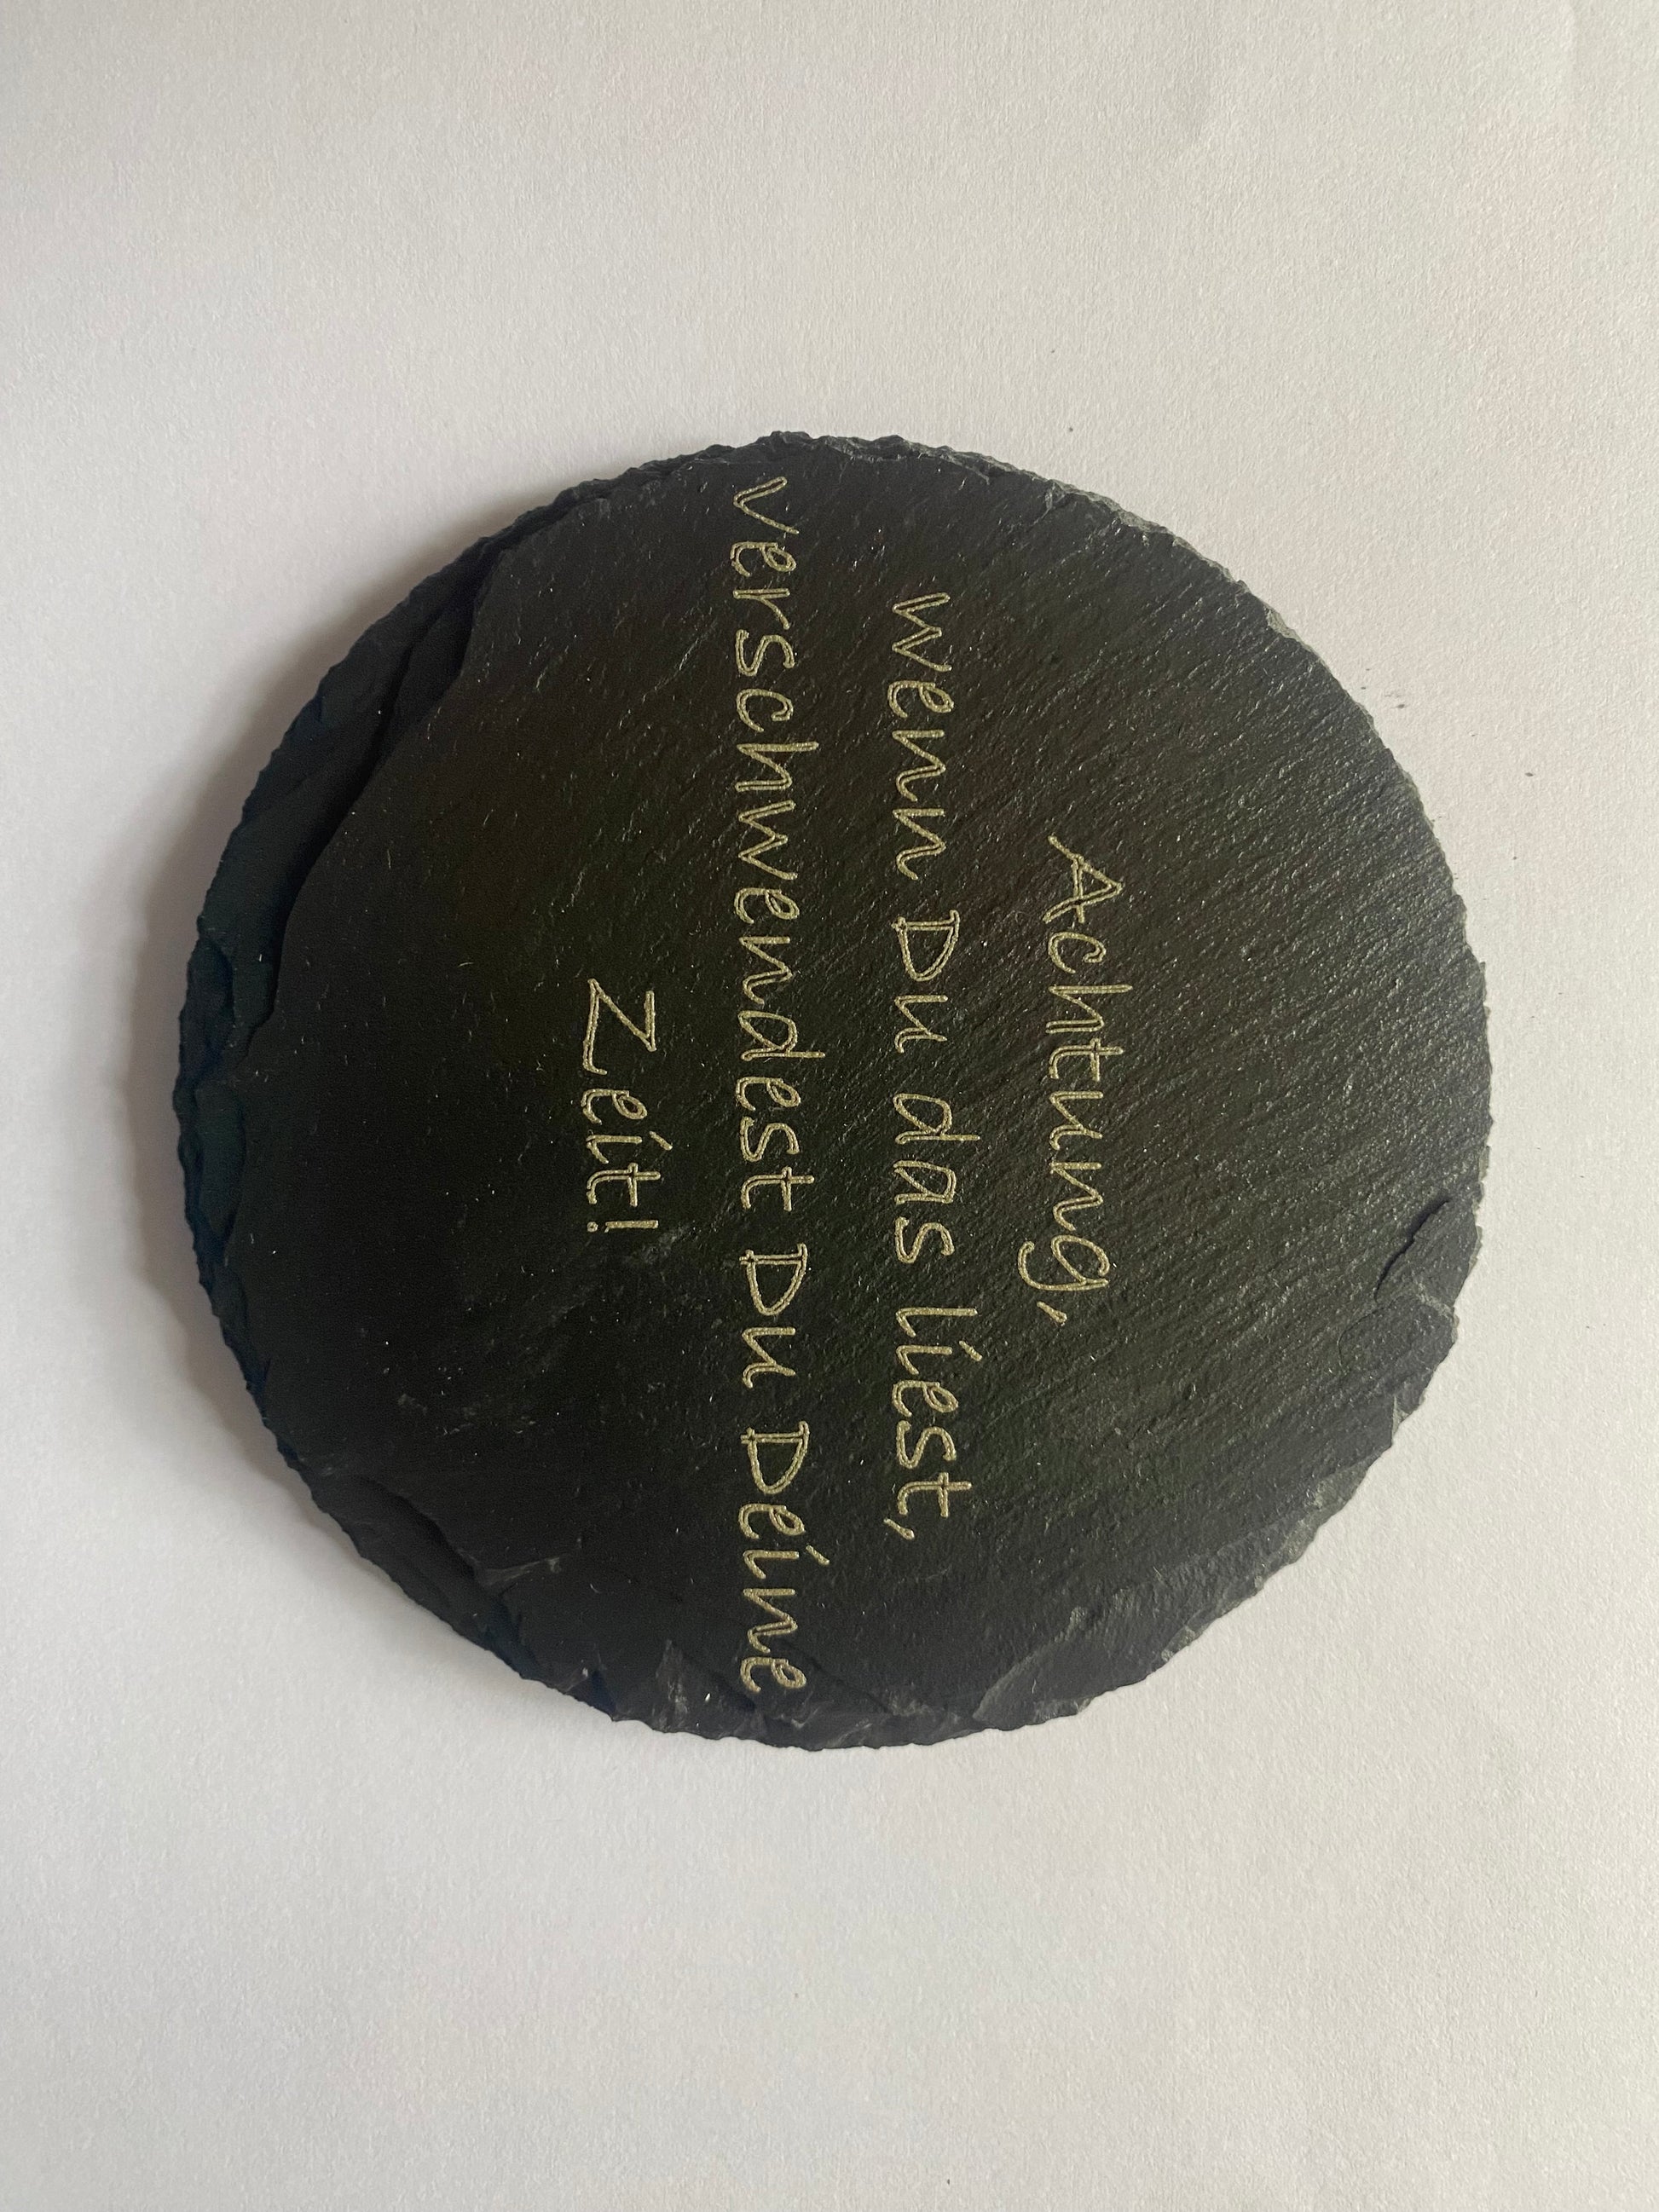 Achtung,
wenn Du das liest,
verschwendest Du Deine
Zeit!